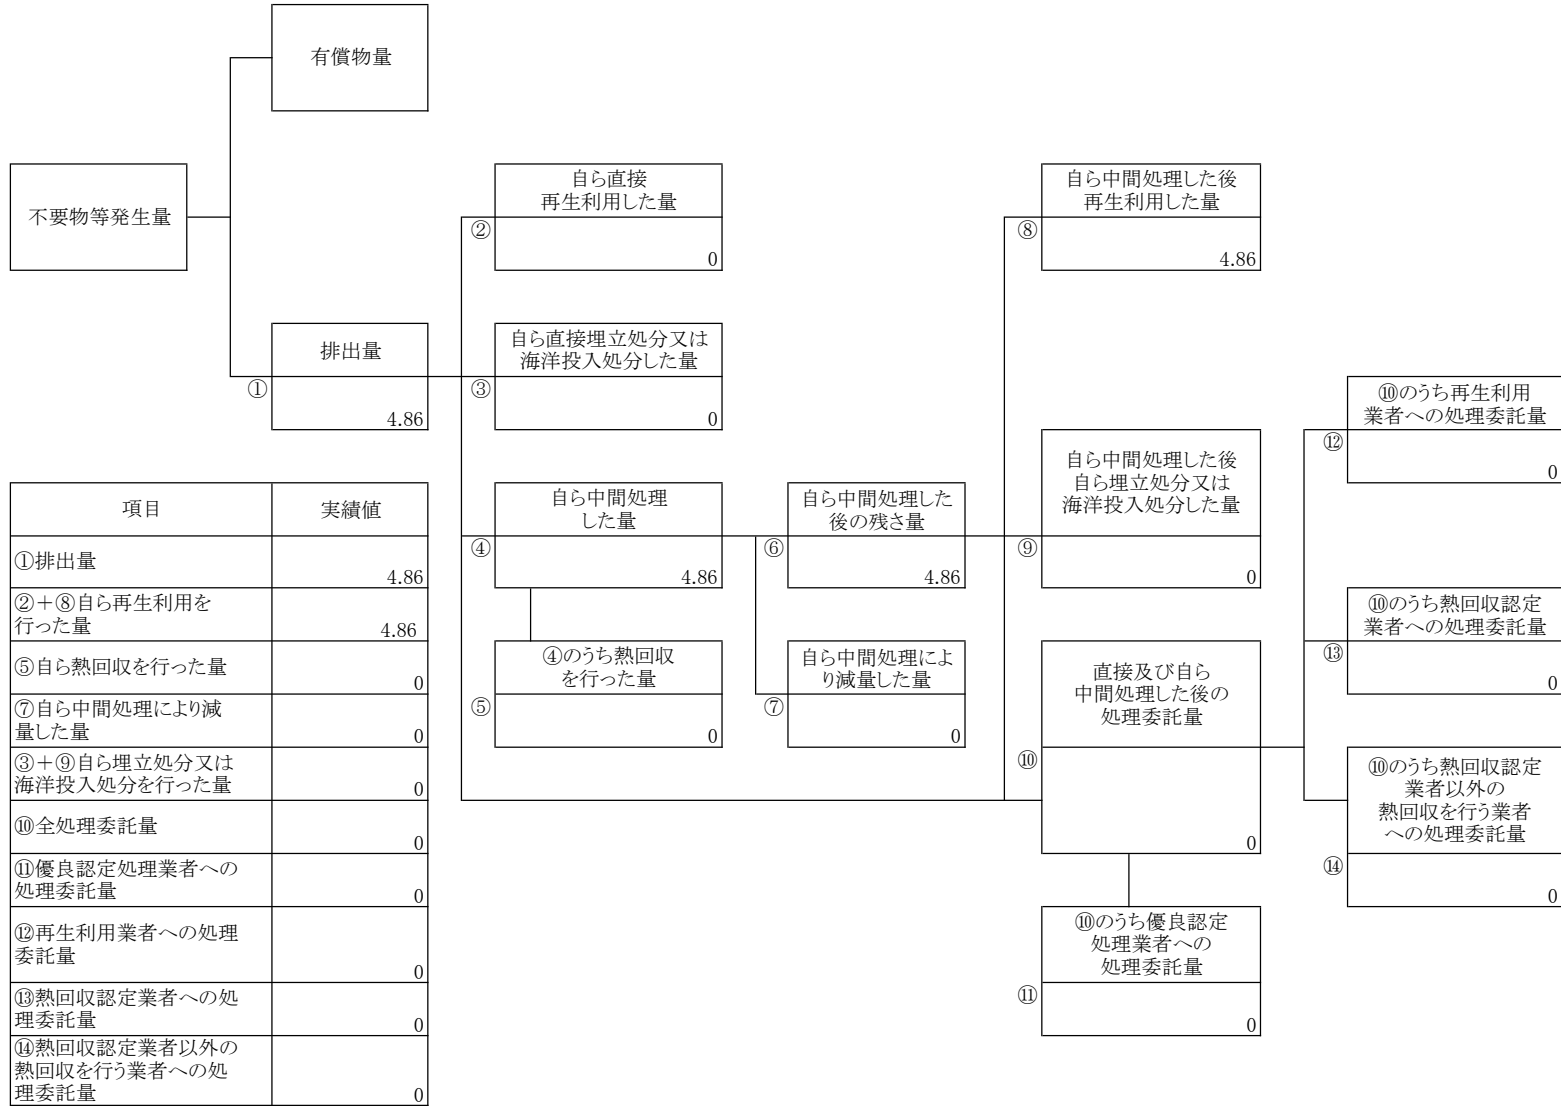 有償物量
不要物等発生量
排出量
①
4.86
自ら直接
再生利用した量
②
0
自ら直接埋立処分又は
海洋投入処分した量
③
0
自ら中間処理
した量
④
4.86
④のうち熱回収
を行った量
⑤
0
自ら中間処理した
後の残さ量
⑥
4.86
自ら中間処理によ
り減量した量
⑦
0
自ら中間処理した後
再生利用した量
⑧
4.86
自ら中間処理した後
自ら埋立処分又は
海洋投入処分した量
⑨
0
直接及び自ら
中間処理した後の
処理委託量
⑩
0
⑩のうち優良認定
処理業者への
処理委託量
⑪
0
⑩のうち再生利用
業者への処理委託量
⑫
0
⑩のうち熱回収認定
業者への処理委託量
⑬
0
⑩のうち熱回収認定
業者以外の
熱回収を行う業者
への処理委託量
⑭
0
項目 実績値
①排出量
4.86
②+⑧自ら再生利用を
行った量 4.86
⑤自ら熱回収を行った量
0
⑦自ら中間処理により減
量した量 0
③+⑨自ら埋立処分又は
海洋投入処分を行った量 0
⑩全処理委託量
0
⑪優良認定処理業者への
処理委託量 0
⑫再生利用業者への処理
委託量
0
⑬熱回収認定業者への処
理委託量 0
⑭熱回収認定業者以外の
熱回収を行う業者への処
理委託量 0